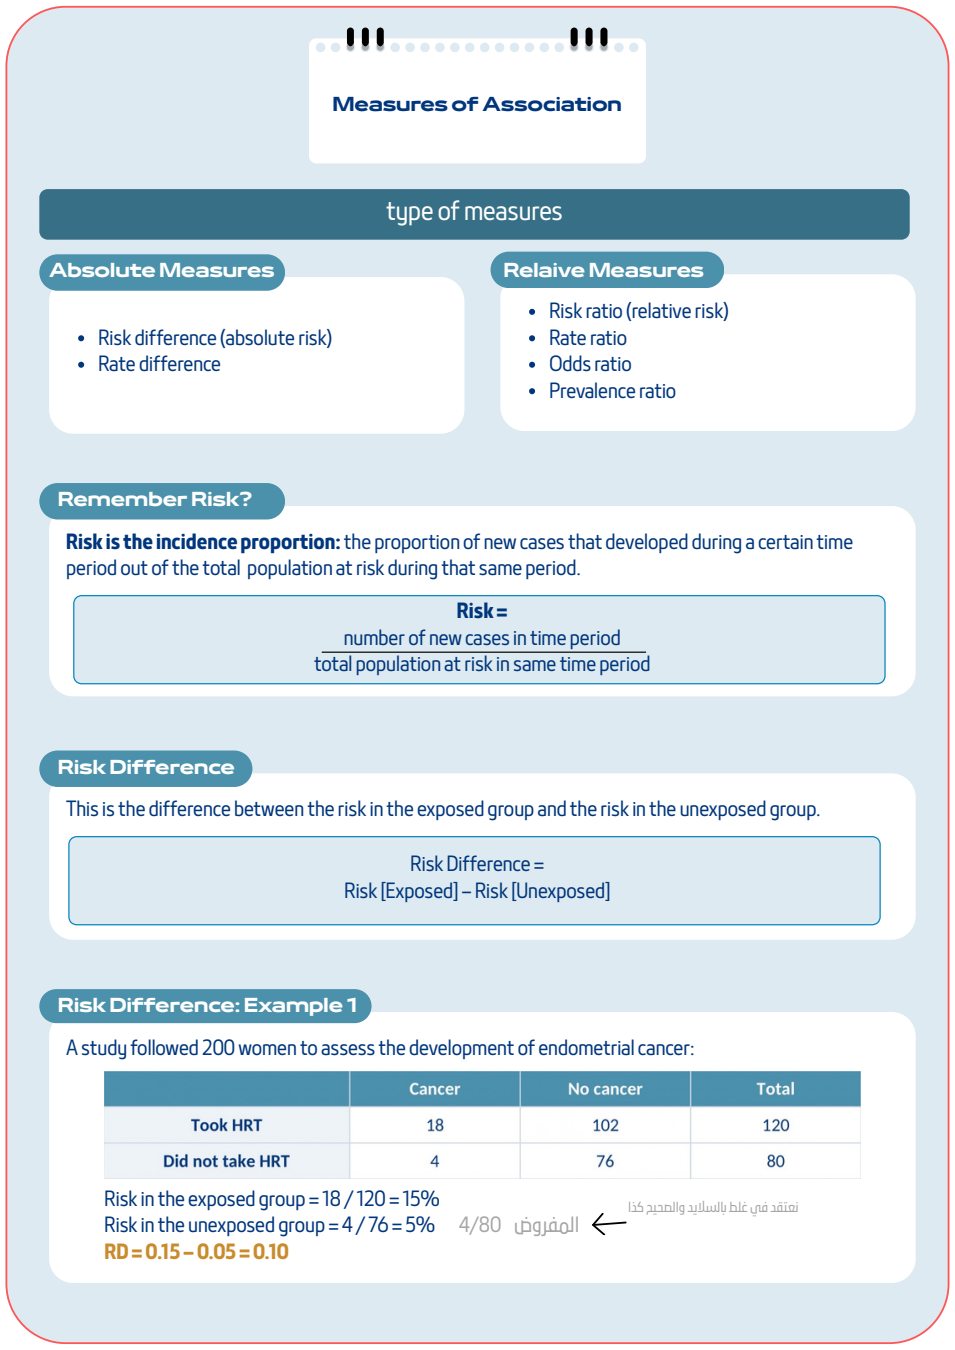 Measures of Association
type of measures
Absolute Measures
• Risk difference (absolute risk)
• Rate difference
Relaive Measures
• Risk ratio (relative risk)
• Rate ratio
• Odds ratio
• Prevalence ratio
Remember Risk?
Risk is the incidence proportion: the proportion of new cases that developed during a certain time
period out of the total population at risk during that same period.
Risk =
number of new cases in time period
total population at risk in same time period
Risk Difference
This is the difference between the risk in the exposed group and the risk in the unexposed group.
Risk Difference =
Risk [Exposed] – Risk [Unexposed]
Risk Difference: Example 1
A study followed 200 women to assess the development of endometrial cancer:
Cancer No cancer Total
Took HRT 18 102 120
Did not take HRT 4 76 80
Risk in the exposed group = 18 / 120 = 15%
نعتقد في غلط بالسلايد والصحيح كذا
Risk in the unexposed group = 4 / 76 = 5% 4/80 المفروض
RD = 0.15 – 0.05 = 0.10